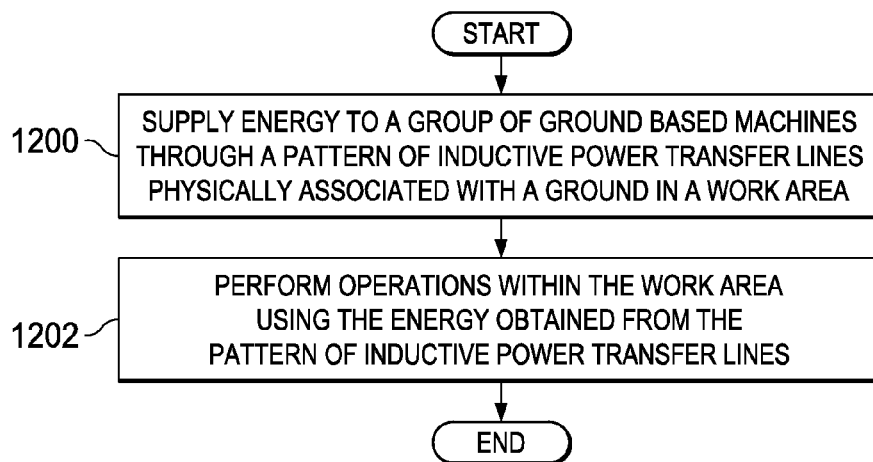 START
1200
SUPPLY ENERGY TO A GROUP OF GROUND BASED MACHINES
THROUGH A PATTERN OF INDUCTIVE POWER TRANSFER LINES
PHYSICALLY ASSOCIATED WITH A GROUND IN A WORK AREA
1202
PERFORM OPERATIONS WITHIN THE WORK AREA
USING THE ENERGY OBTAINED FROM THE
PATTERN OF INDUCTIVE POWER TRANSFER LINES
END